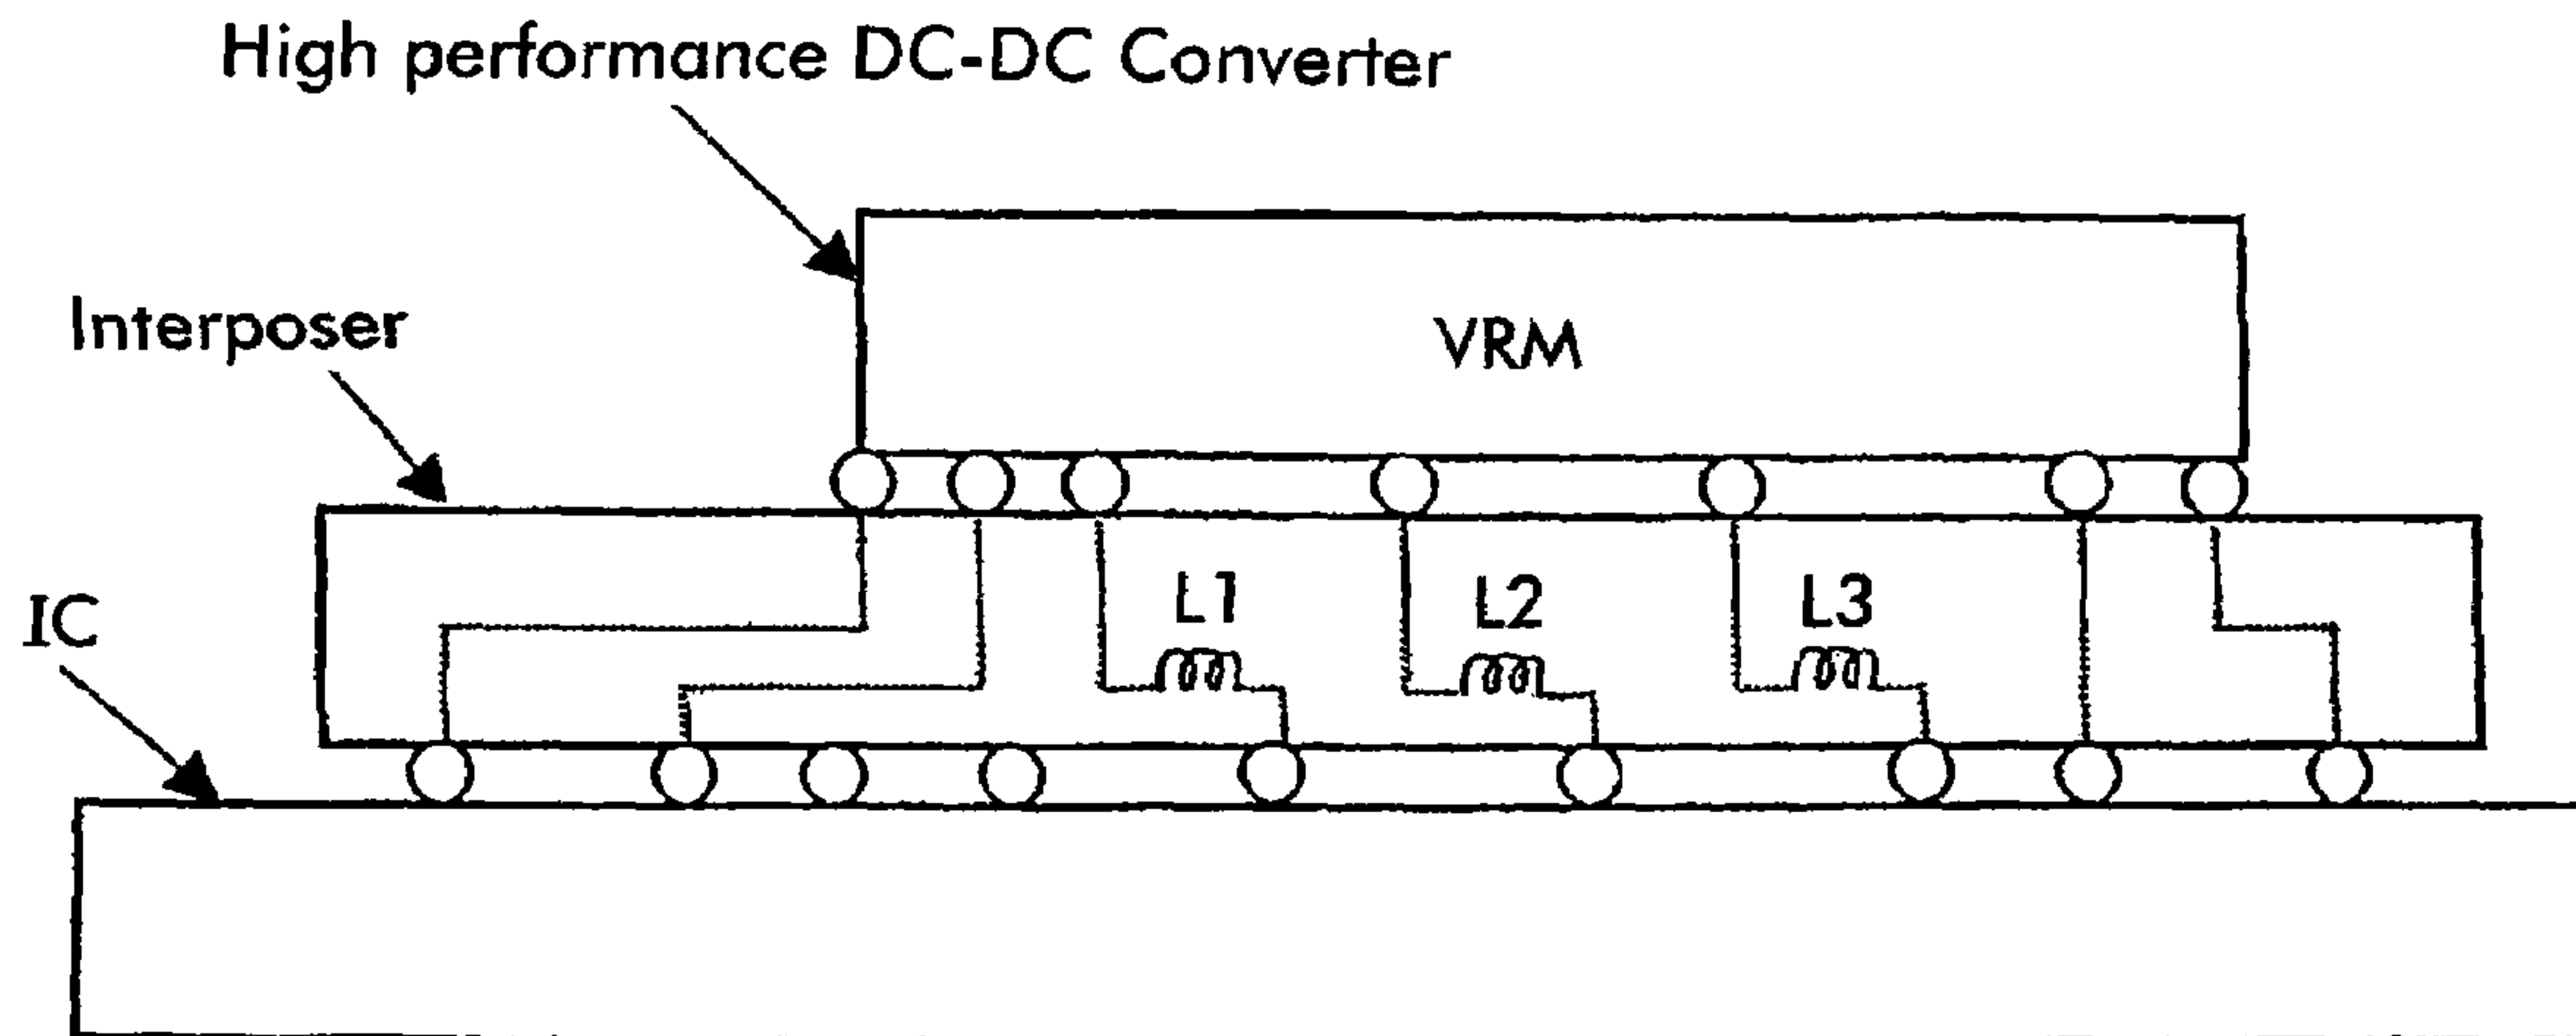 High performance DC-DC Converter
Interposer
VRM
IC
L1
L2
L3